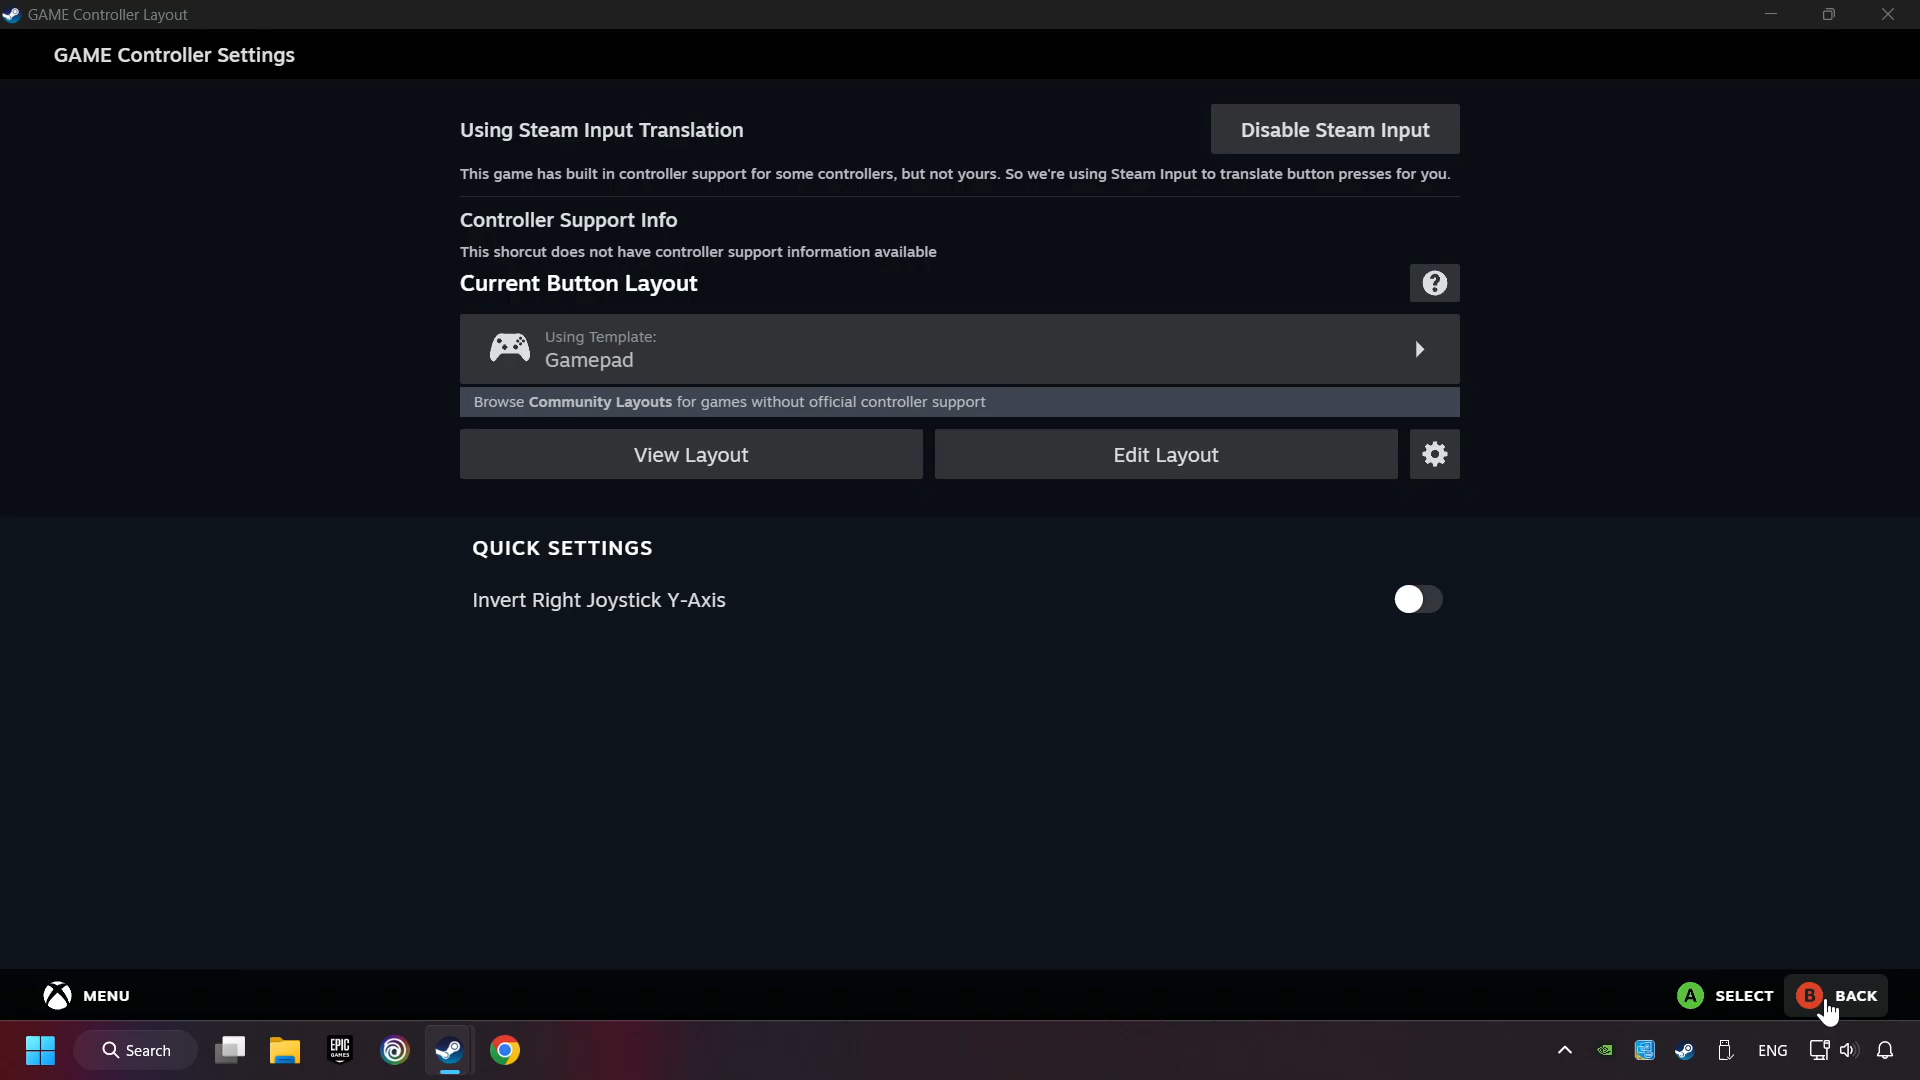 GAME Controller Layout
GAME Controller Settings
Using Steam Input Translation
Disable Steam Input
This game has built in controller support for some controllers, but not yours. So we're using Steam Input to translate button presses for you.
Controller Support Info
This shorcut does not have controller support information available
Current Button Layout
?
Using Template:
Gamepad
Browse Community Layouts for games without official controller support
View Layout
Edit Layout
QUICK SETTINGS
Invert Right Joystick Y-Axis
MENU
A SELECT
B BACK
Search
EPIC
GAMES
ENG